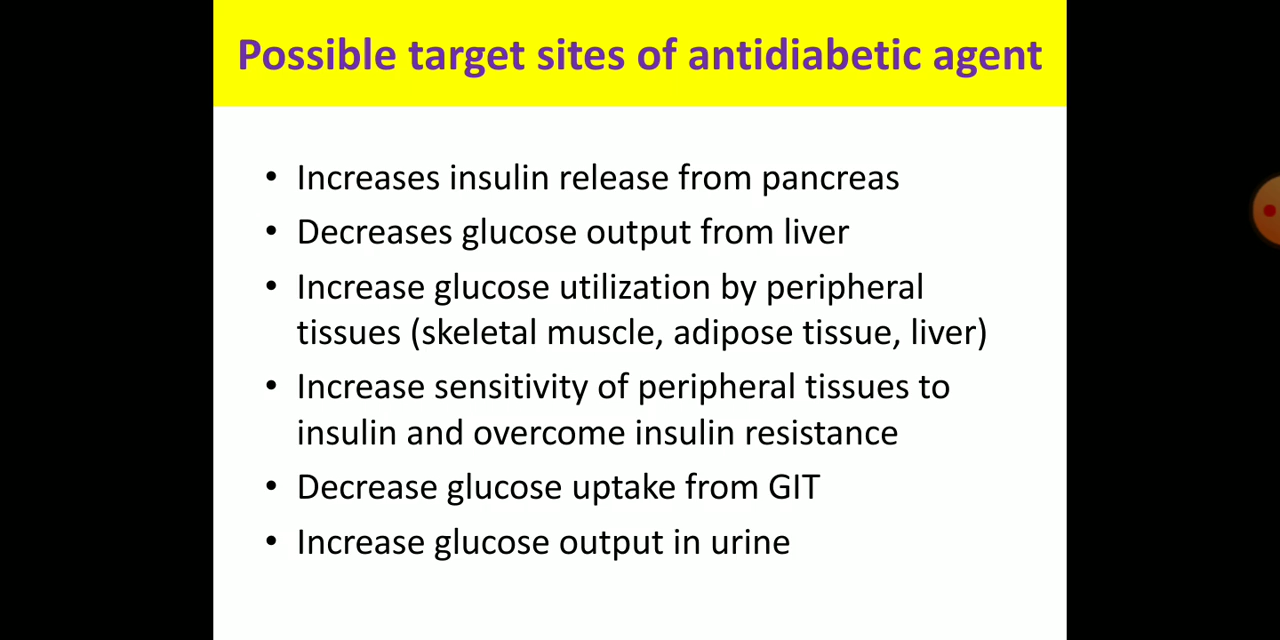 Possible target sites of antidiabetic agent
• Increases insulin release from pancreas
• Decreases glucose output from liver
• Increase glucose utilization by peripheral
tissues (skeletal muscle, adipose tissue, liver)
• Increase sensitivity of peripheral tissues to
insulin and overcome insulin resistance
• Decrease glucose uptake from GIT
• Increase glucose output in urine